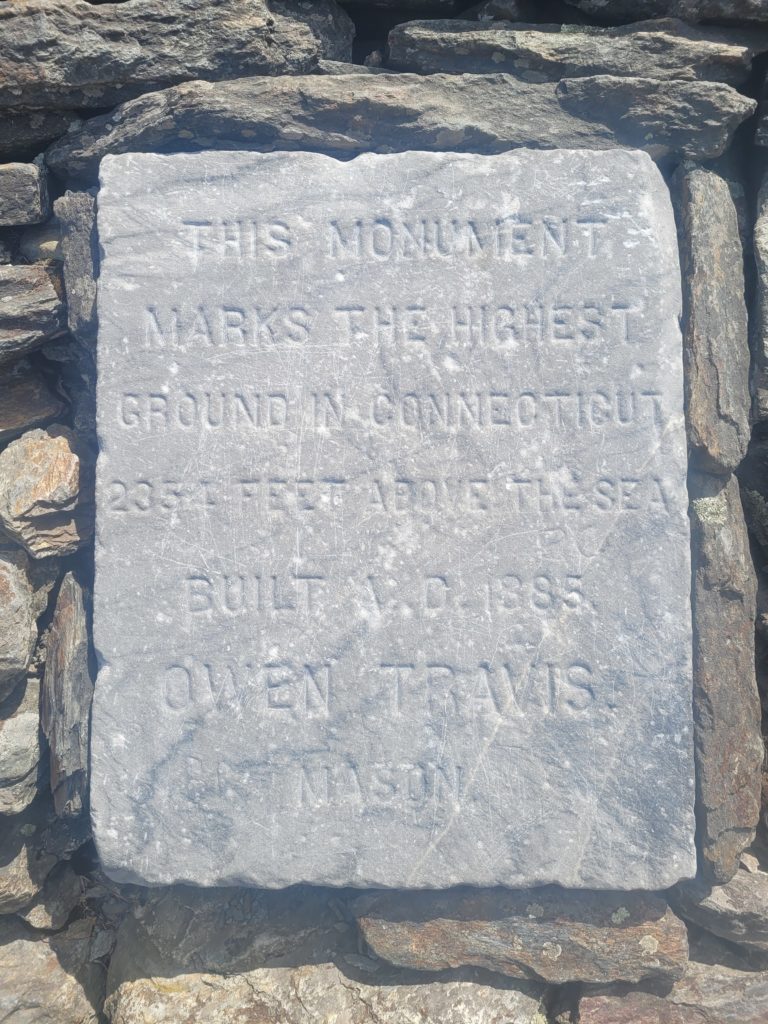 THIS MONUMENT
MARKS THE HIGHEST
GROUND IN CONNECTICUT
2354 FEET ABOVE THE SEA
BUILT A. D. 1885.
OWEN TRAVIS.
MASON.